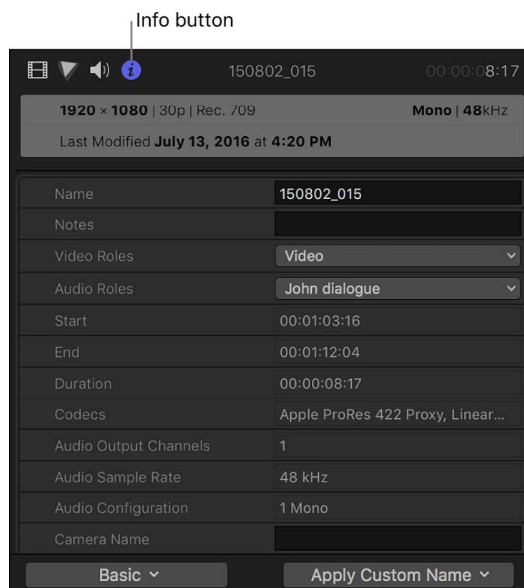 Info button
150802_015 00:00:08:17
1920 × 1080 | 30p | Rec. 709 Mono | 48kHz
Last Modified July 13, 2016 at 4:20 PM
Name 150802_015
Notes
Video Roles Video
Audio Roles John dialogue
Start 00:01:03:16
End 00:01:12:04
Duration 00:00:08:17
Codecs Apple ProRes 422 Proxy, Linear...
Audio Output Channels 1
Audio Sample Rate 48 kHz
Audio Configuration 1 Mono
Camera Name
Basic Apply Custom Name